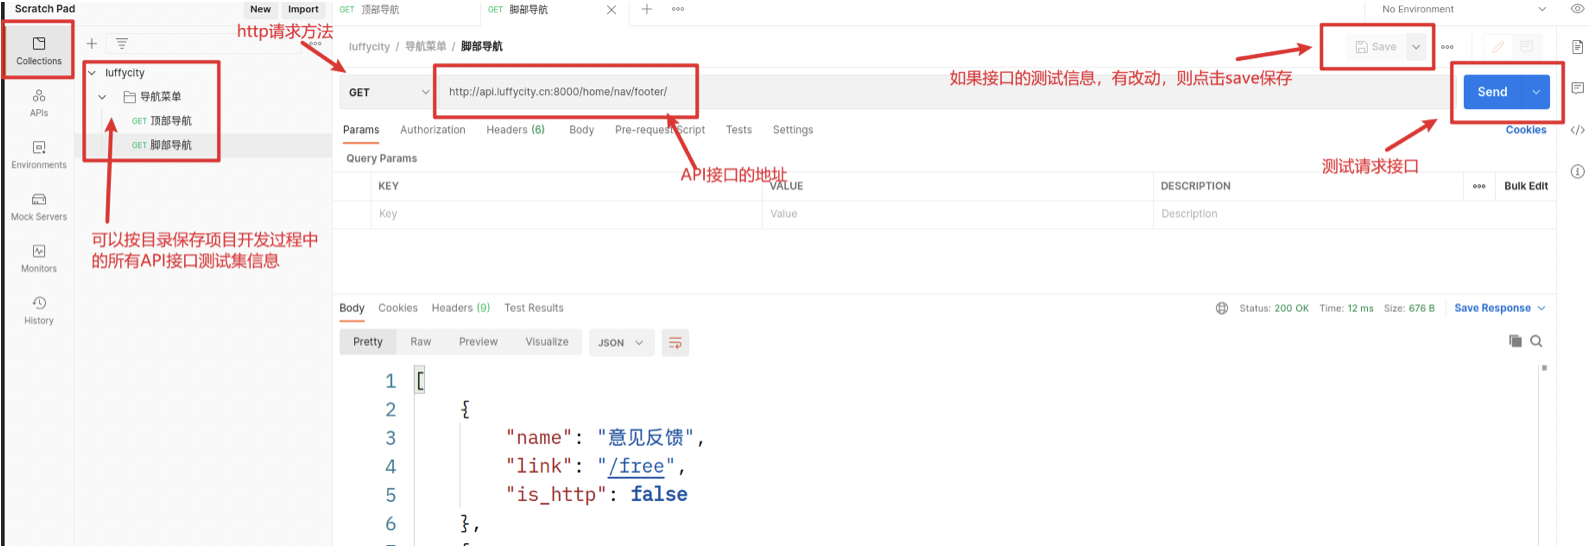 Scratch Pad
New
Import
GET 顶部导航
GET 脚部导航
No Environment
http请求方法
Collections
luffycity / 导航菜单 / 脚部导航
Save
如果接口的测试信息，有改动，则点击save保存
luffycity
导航菜单
GET 顶部导航
GET 脚部导航
APIs
Environments
Mock Servers
Monitors
History
可以按目录保存项目开发过程中
的所有API接口测试集信息
GET
http://api.luffycity.cn:8000/home/nav/footer/
Send
Params
Authorization
Headers (6)
Body
Pre-request Script
Tests
Settings
Cookies
Query Params
API接口的地址
测试请求接口
KEY
VALUE
DESCRIPTION
Bulk Edit
Key
Value
Description
Body
Cookies
Headers (9)
Test Results
Status: 200 OK
Time: 12 ms
Size: 676 B
Save Response
Pretty
Raw
Preview
Visualize
JSON
1 [
2 {
3 "name": "意见反馈",
4 "link": "/free",
5 "is_http": false
6 },